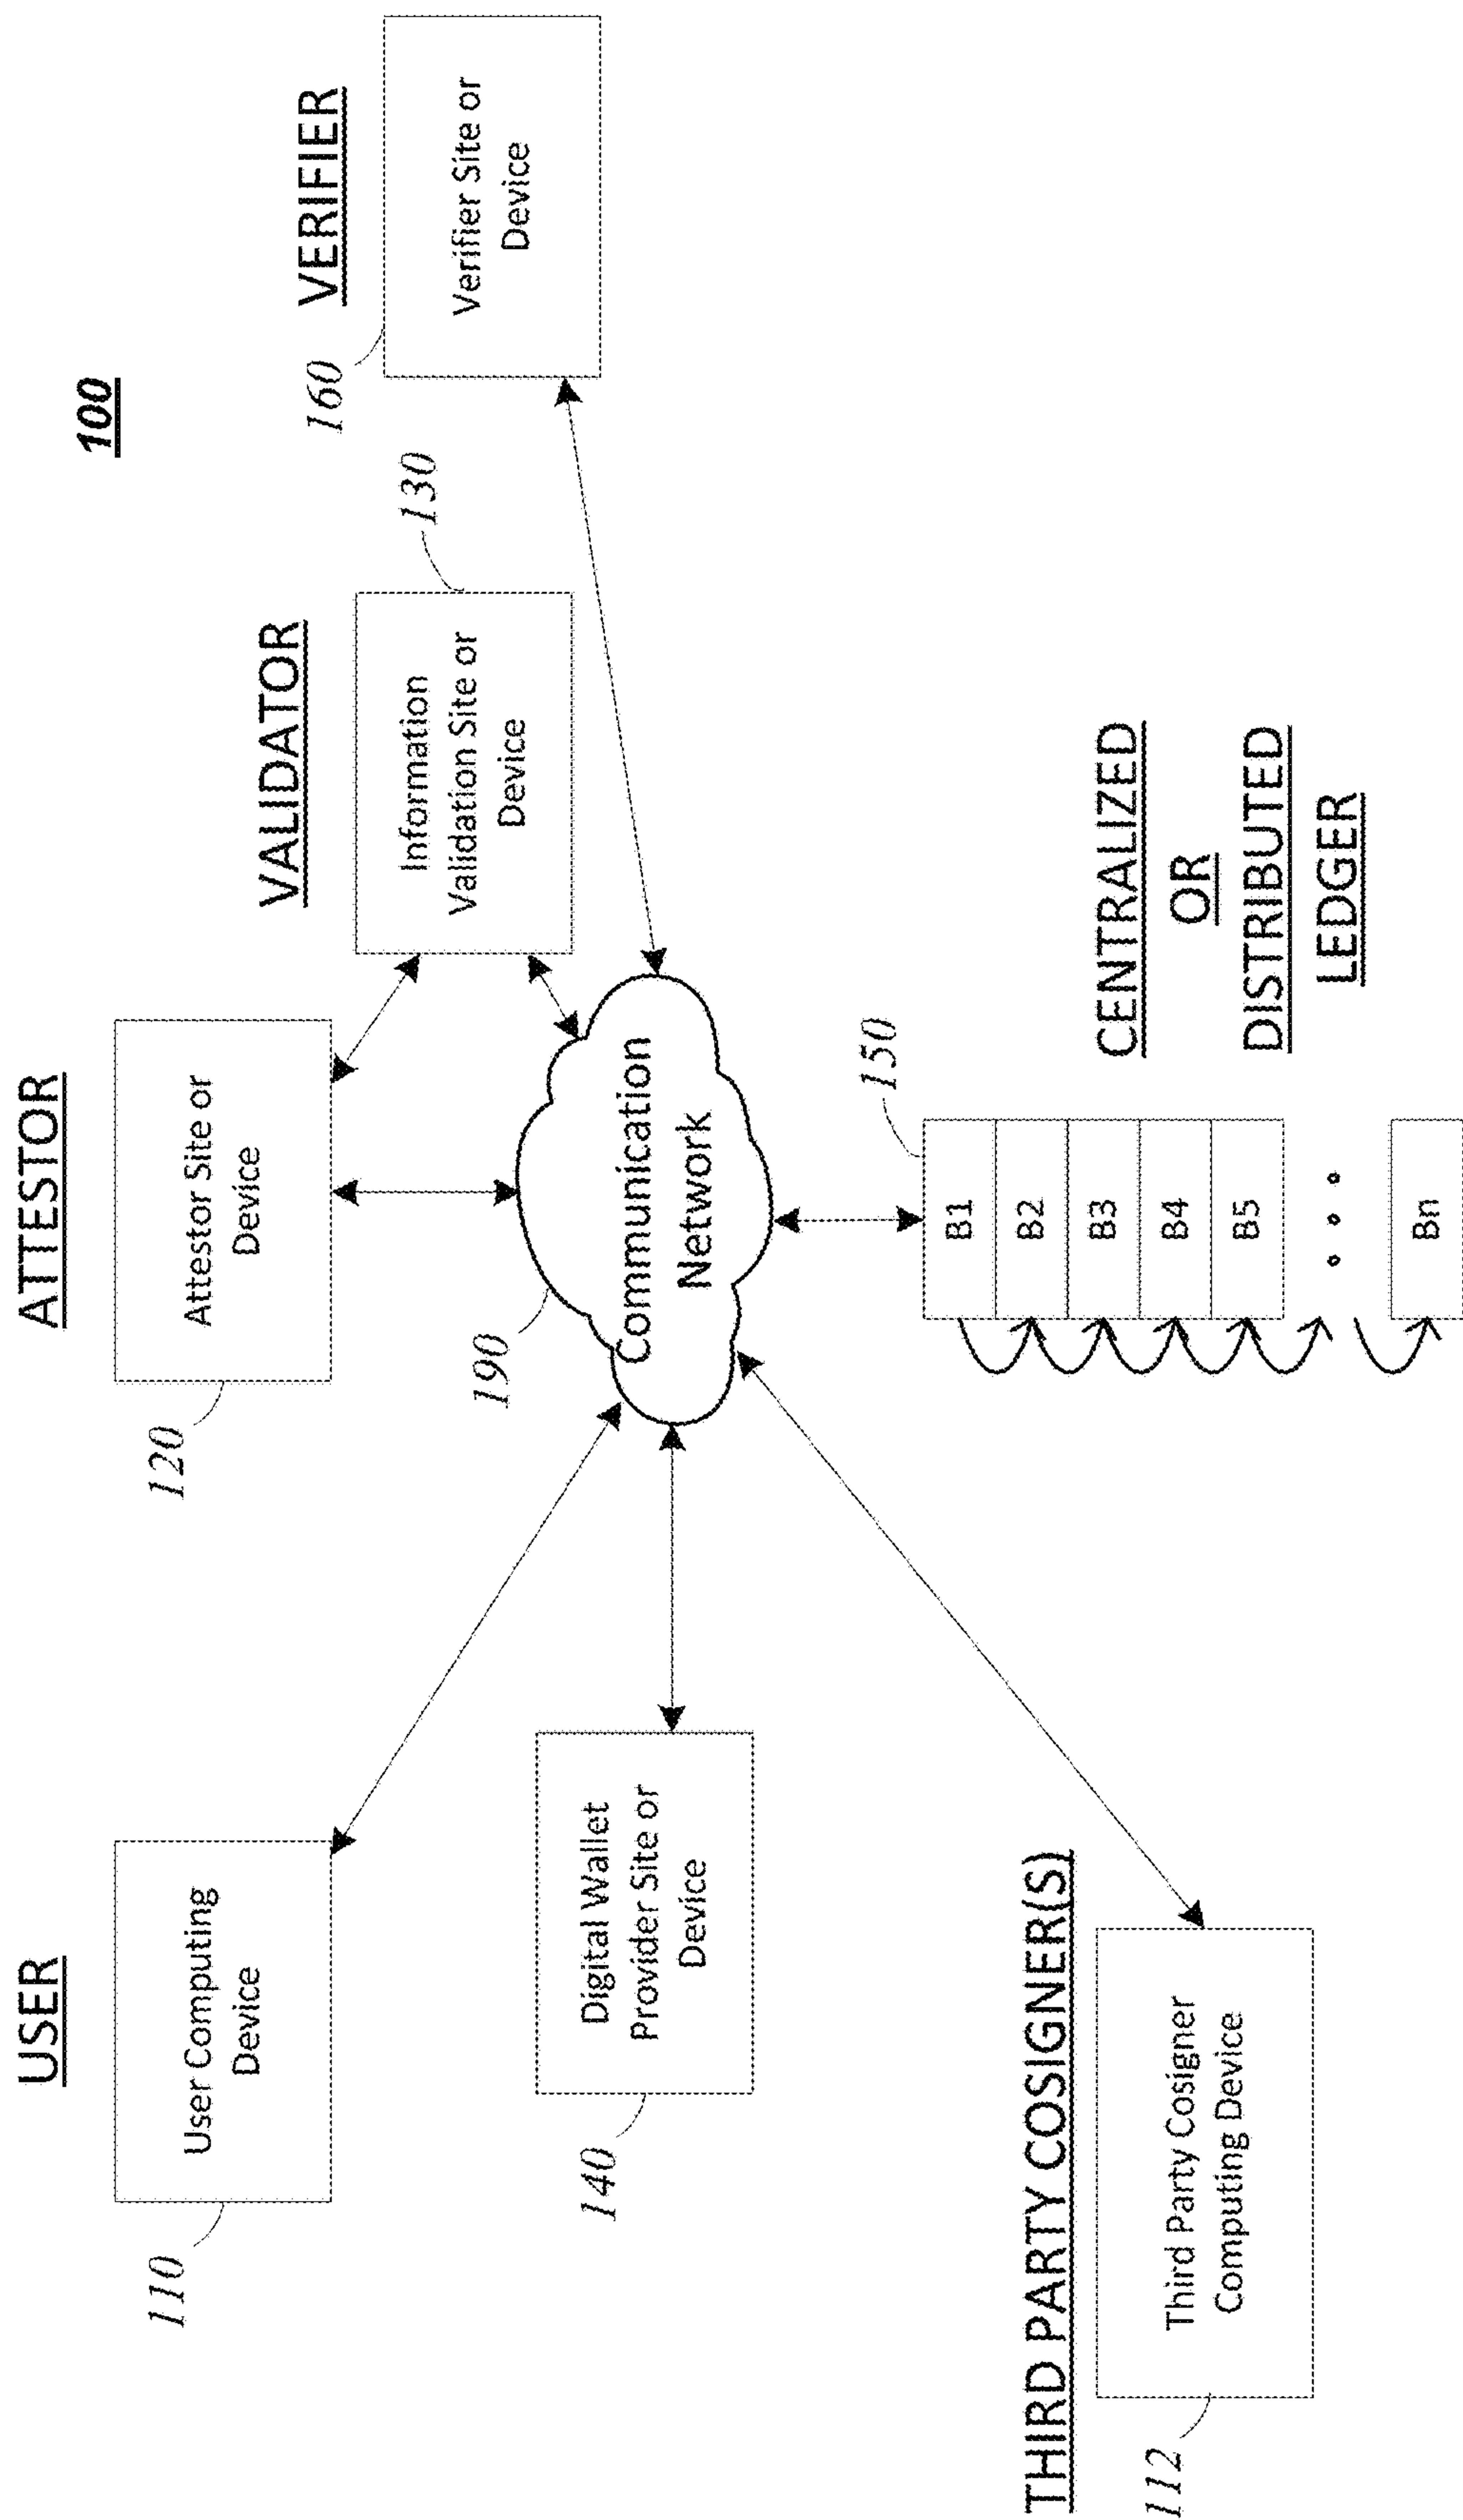 100
USER
110
User Computing
Device
ATTESTOR
120
Attestor Site or
Device
VALIDATOR
130
Information
Validation Site or
Device
VERIFIER
160
Verifier Site or
Device
140
Digital Wallet
Provider Site or
Device
190
Communication
Network
THIRD PARTY COSIGNER(S)
112
Third Party Cosigner
Computing Device
150
B1
B2
B3
B4
B5
Bn
CENTRALIZED
OR
DISTRIBUTED
LEDGER